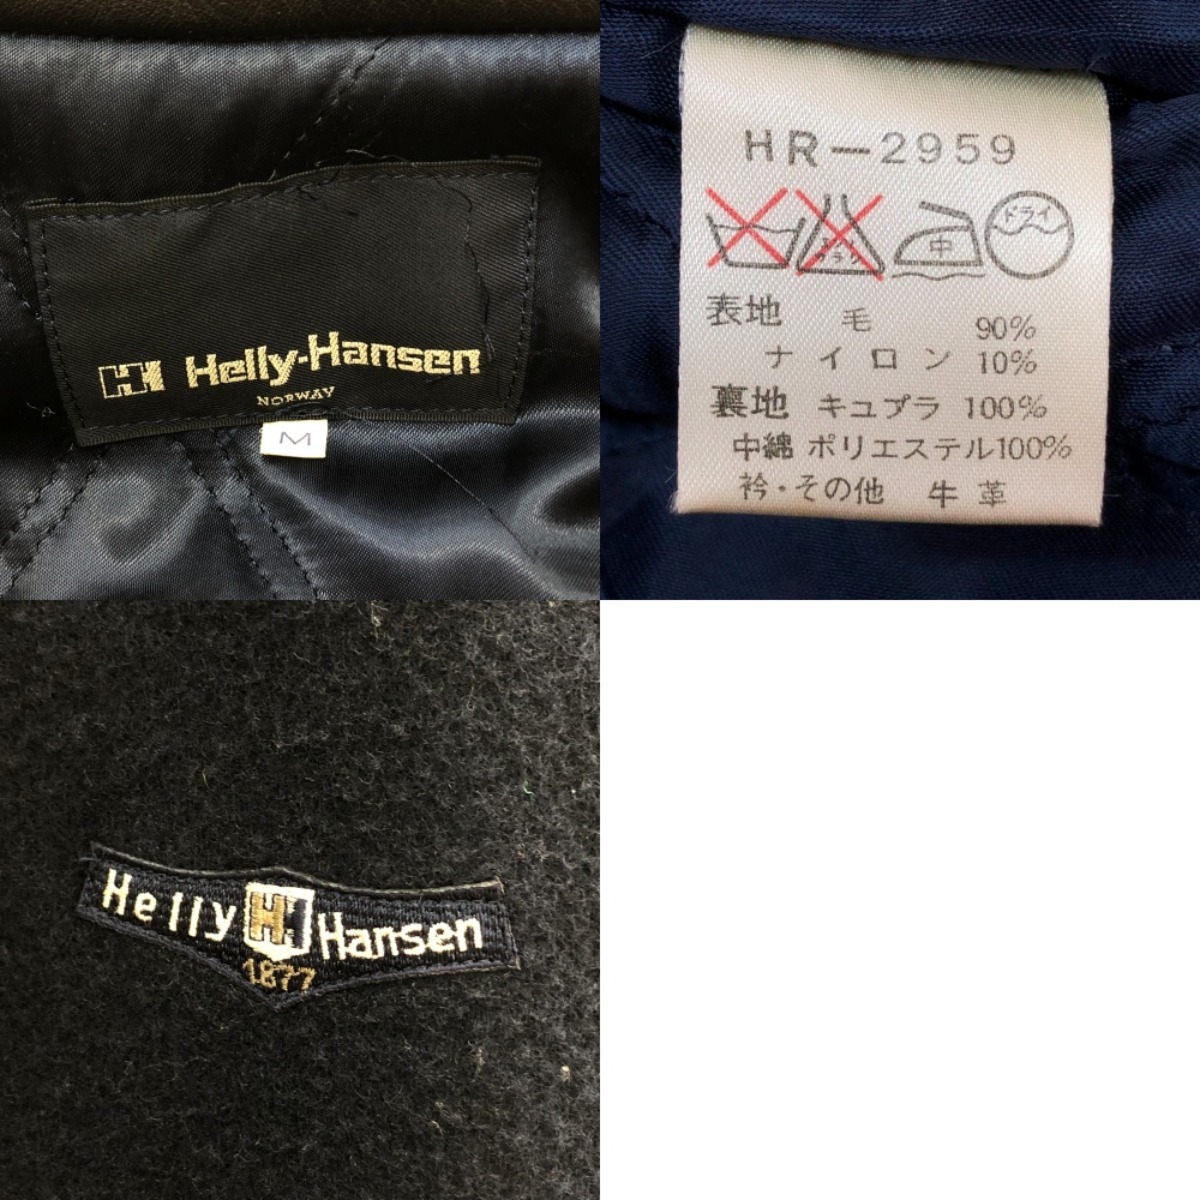 HH Helly-Hansen
NORWAY
M
HR-2959
中 ドライ
表地 毛 90%
ナイロン 10%
裏地 キュプラ 100%
中綿 ポリエステル100%
衿・その他 牛革
Helly HH Hansen
1877